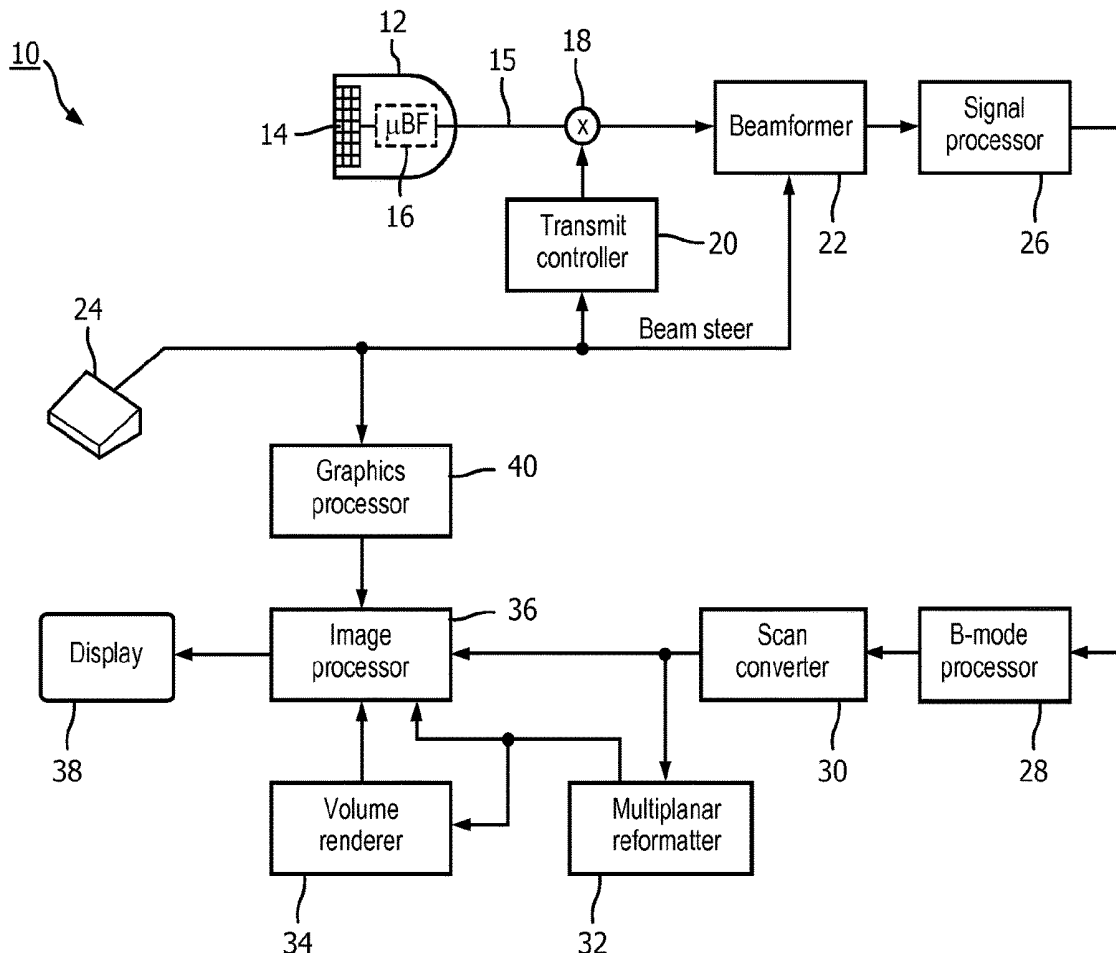 10
12
15
18
14
μBF
16
x
Beamformer
22
Signal
processor
26
Transmit
controller
20
Beam steer
24
Graphics
processor
40
Display
38
Image
processor
36
Scan
converter
30
B-mode
processor
28
Volume
renderer
34
Multiplanar
reformatter
32